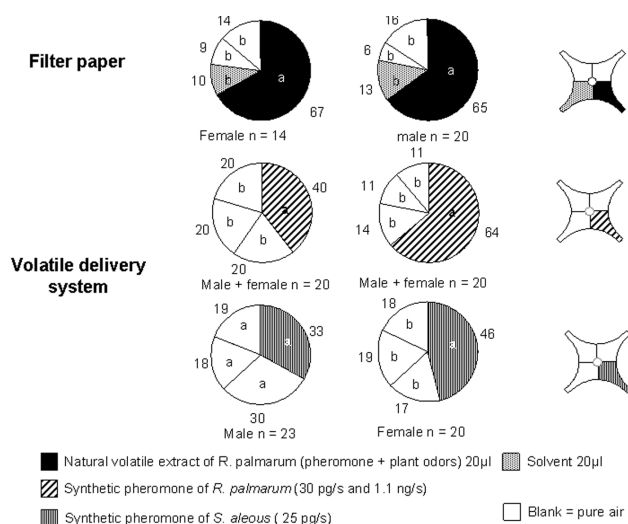 14 16
9 b b 6 b b
Filter paper
b a b a
10 13
67 65
Female n = 14 male n = 20
11
20 40 11
b a b b a
20 b b 14 b 64
20
Male + female n = 20 Male + female n = 20
Volatile delivery
system
19 33 18 46
a a b a
18 a a 19 b b
30 17
Male n = 23 Female n = 20
Natural volatile extract of R. palmarum (pheromone + plant odors) 20µl Solvent 20µl
Synthetic pheromone of R. palmarum (30 pg/s and 1.1 ng/s)
Synthetic pheromone of S. aleous ( 25 pg/s) Blank = pure air